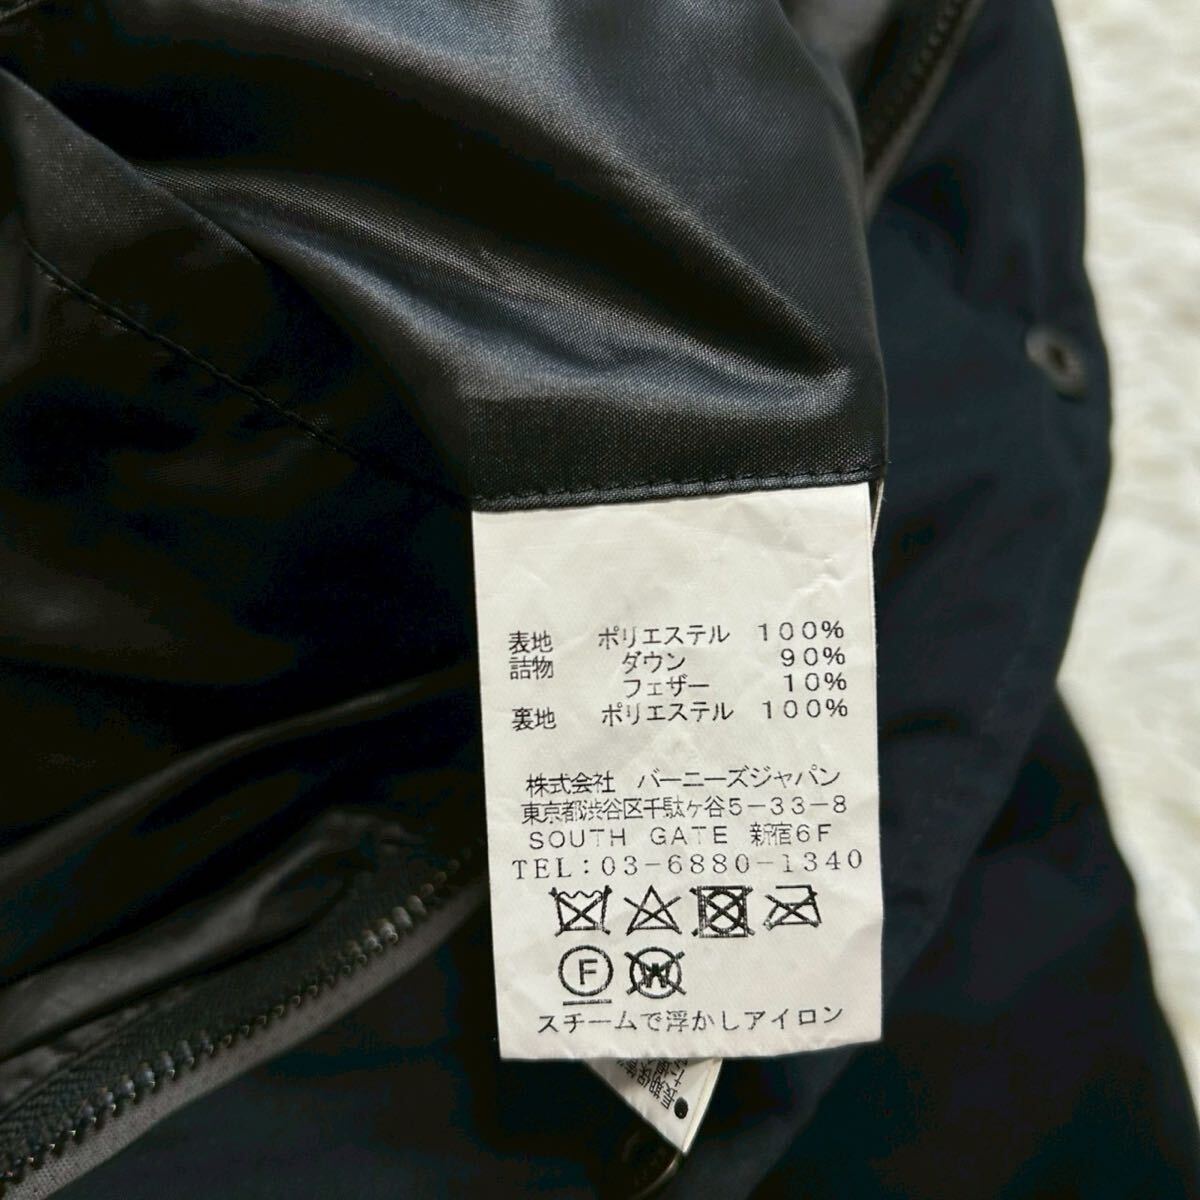 表地 ポリエステル 100%
詰物 ダウン 90%
フェザー 10%
裏地 ポリエステル 100%
株式会社 バーニーズジャパン
東京都渋谷区千駄ヶ谷5-33-8
SOUTH GATE 新宿6F
TEL:03-6880-1340
F
W
スチームで浮かしアイロン